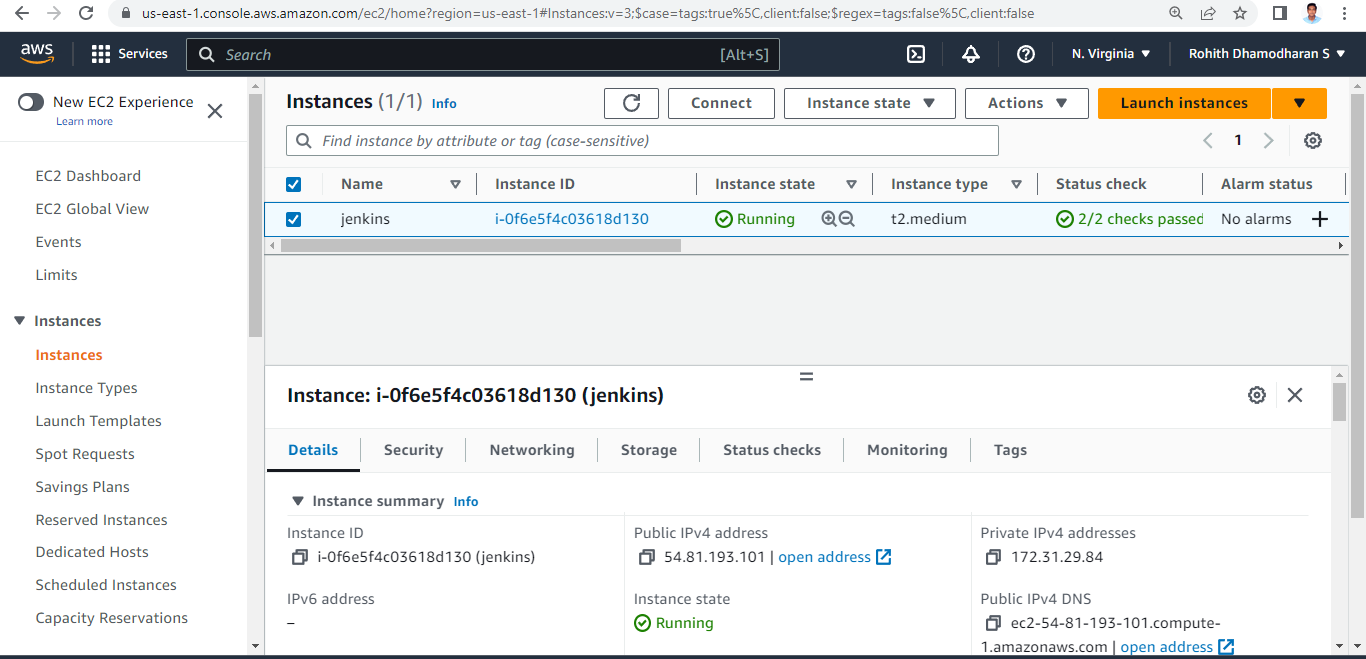 us-east-1.console.aws.amazon.com/ec2/home?region=us-east-1#Instances:v=3;$case=tags:true%5C,client:false;$regex=tags:false%5C,client:false
aws Services Search [Alt+S] N. Virginia Rohith Dhamodharan S
New EC2 Experience
Learn more
EC2 Dashboard
EC2 Global View
Events
Limits
Instances
Instances
Instance Types
Launch Templates
Spot Requests
Savings Plans
Reserved Instances
Dedicated Hosts
Scheduled Instances
Capacity Reservations
Instances (1/1) Info Connect Instance state Actions Launch instances
Find instance by attribute or tag (case-sensitive) 1
Name Instance ID Instance state Instance type Status check Alarm status
jenkins i-0f6e5f4c03618d130 Running t2.medium 2/2 checks passed No alarms +
Instance: i-0f6e5f4c03618d130 (jenkins)
Details Security Networking Storage Status checks Monitoring Tags
Instance summary Info
Instance ID
i-0f6e5f4c03618d130 (jenkins)
IPv6 address
–
Public IPv4 address
54.81.193.101 | open address
Instance state
Running
Private IPv4 addresses
172.31.29.84
Public IPv4 DNS
ec2-54-81-193-101.compute-
1.amazonaws.com | open address